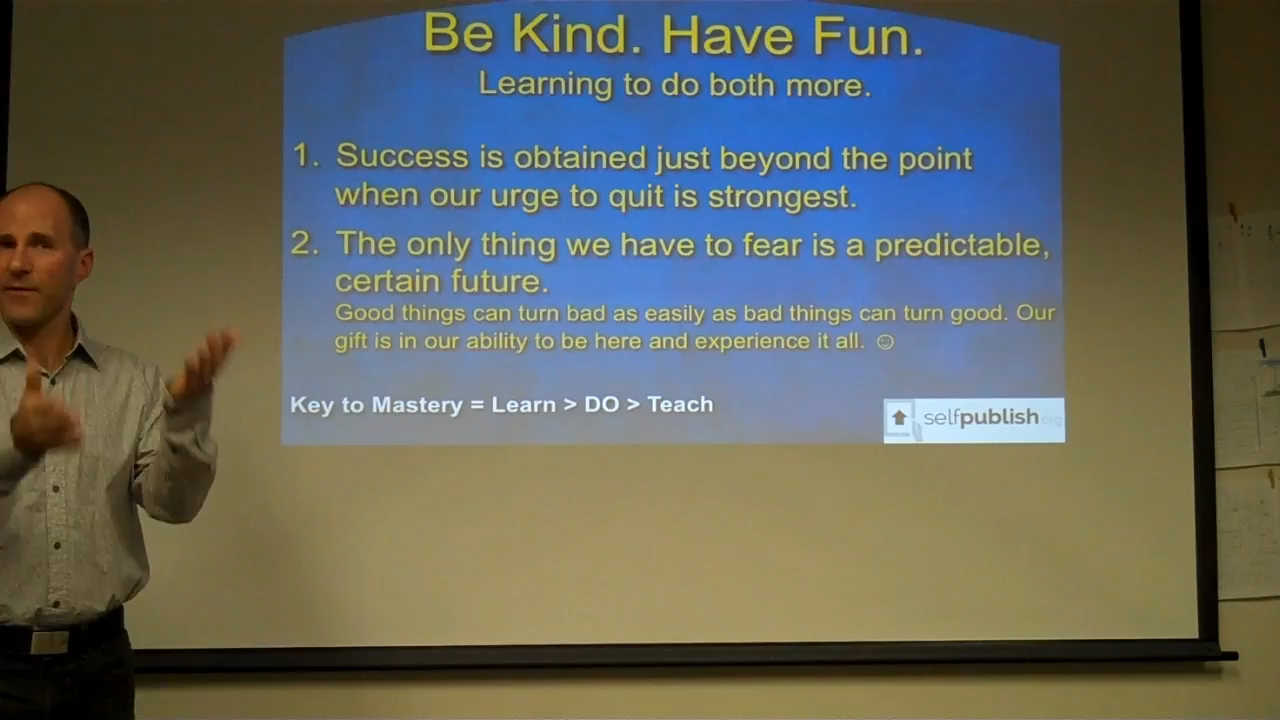 Be Kind. Have Fun.
Learning to do both more.
1. Success is obtained just beyond the point
when our urge to quit is strongest.
2. The only thing we have to fear is a predictable,
certain future.
Good things can turn bad as easily as bad things can turn good. Our
gift is in our ability to be here and experience it all. ☺
Key to Mastery = Learn > DO > Teach
selfpublish.org